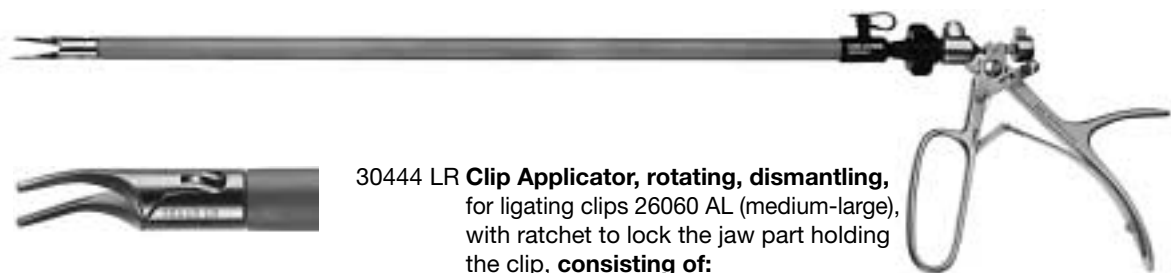 30444 LR Clip Applicator, rotating, dismantling,
for ligating clips 26060 AL (medium-large),
with ratchet to lock the jaw part holding
the clip, consisting of: